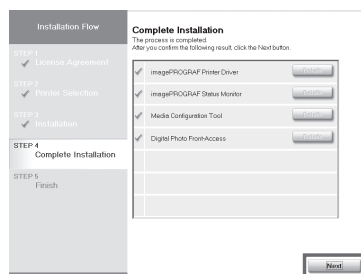 Installation Flow
STEP 1
License Agreement
STEP 2
Printer Selection
STEP 3
Installation
STEP 4
Complete Installation
STEP 5
Finish
Complete Installation
The process is completed.
After you confirm the following result, click the Next button.
imagePROGRAF Printer Driver
imagePROGRAF Status Monitor
Media Configuration Tool
Digital Photo Front-Access
Next